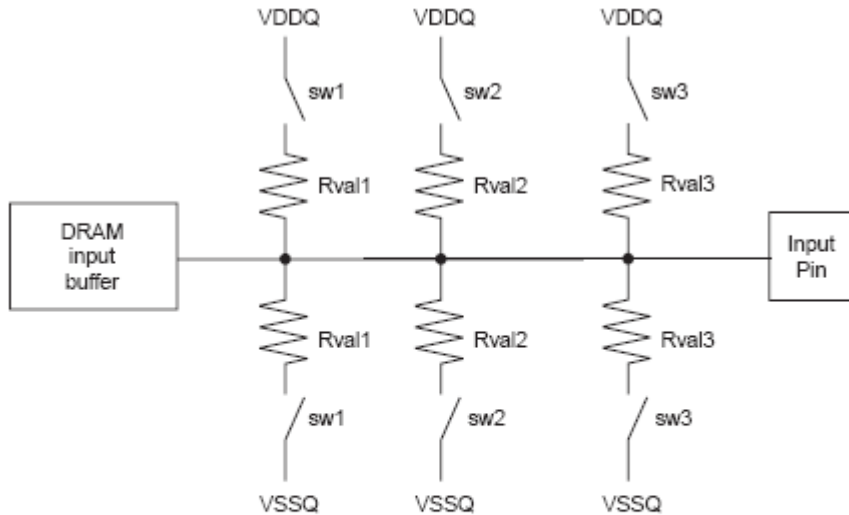 VDDQ VDDQ VDDQ
sw1 sw2 sw3
Rval1 Rval2 Rval3
DRAM
input
buffer
Input
Pin
Rval1 Rval2 Rval3
sw1 sw2 sw3
VSSQ VSSQ VSSQ